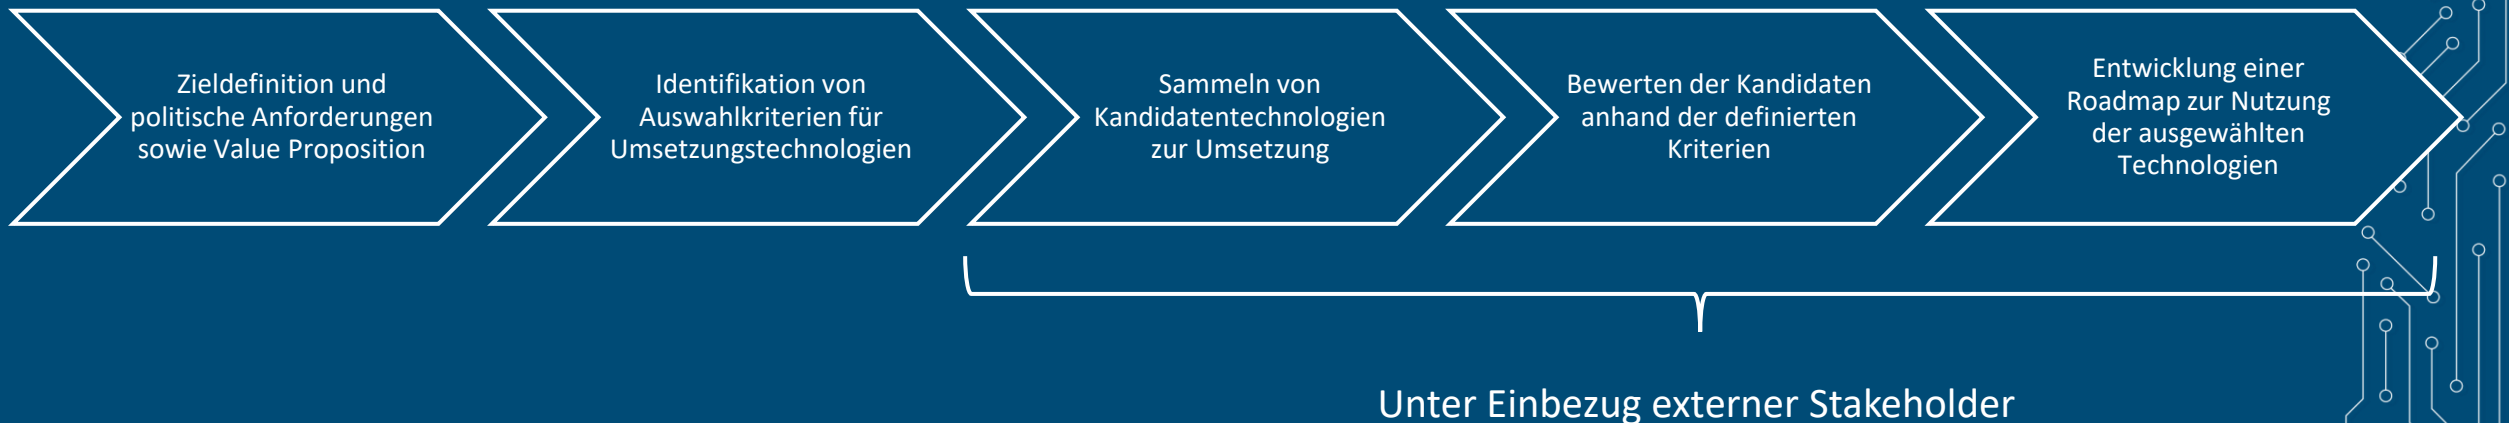 Zieldefinition und
politische Anforderungen
sowie Value Proposition
Identifikation von
Auswahlkriterien für
Umsetzungstechnologien
Sammeln von
Kandidatentechnologien
zur Umsetzung
Bewerten der Kandidaten
anhand der definierten
Kriterien
Entwicklung einer
Roadmap zur Nutzung
der ausgewählten
Technologien
Unter Einbezug externer Stakeholder